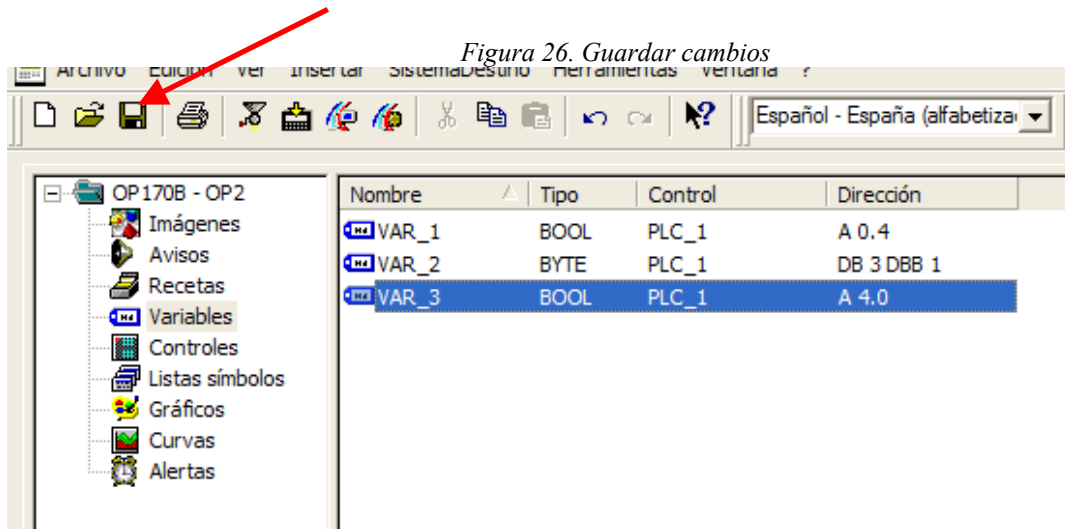 Figura 26. Guardar cambios
Archivo Edición Ver Insertar SistemaDestino Herramientas Ventana ?
Español - España (alfabetiza
OP170B - OP2
Imágenes
Avisos
Recetas
Variables
Controles
Listas símbolos
Gráficos
Curvas
Alertas
Nombre Tipo Control Dirección
VAR_1 BOOL PLC_1 A 0.4
VAR_2 BYTE PLC_1 DB 3 DBB 1
VAR_3 BOOL PLC_1 A 4.0